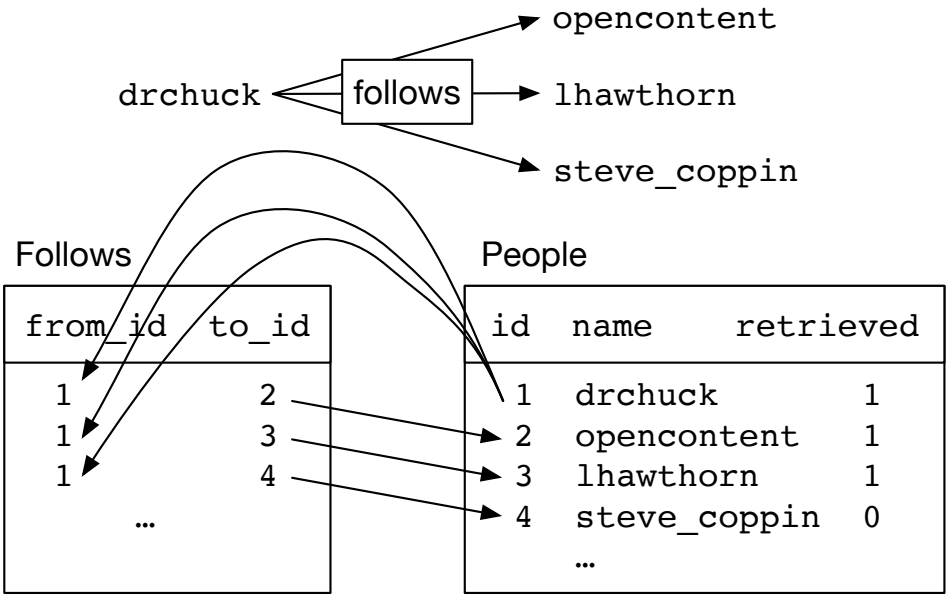 opencontent
drchuck follows lhawthorn
steve_coppin
Follows
from_id to_id
1 2
1 3
1 4
…
People
id name retrieved
1 drchuck 1
2 opencontent 1
3 lhawthorn 1
4 steve_coppin 0
…